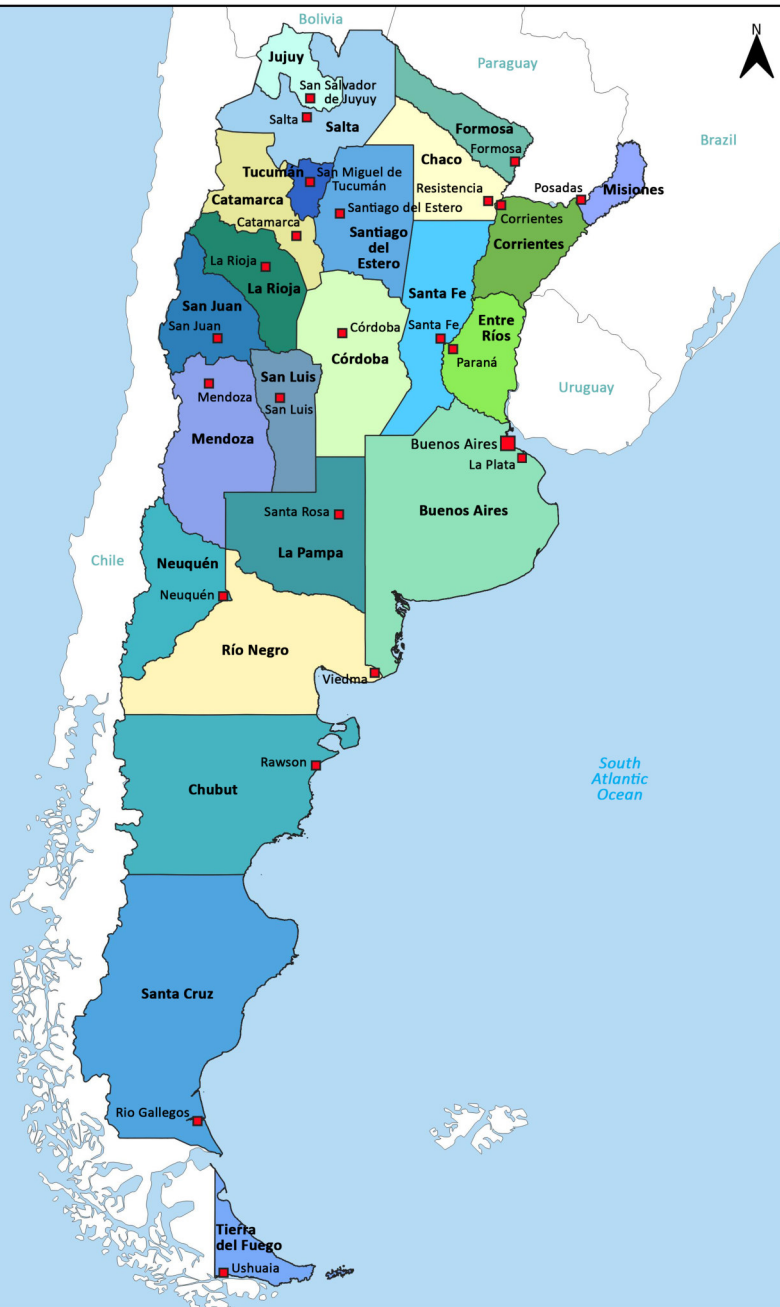 Bolivia
N
Jujuy
Paraguay
San Salvador
de Juyuy
Salta
Salta
Formosa
Formosa
Brazil
Chaco
Tucumán
San Miguel de
Tucumán
Resistencia
Posadas
Misiones
Catamarca
Santiago del Estero
Corrientes
Catamarca
Santiago
del
Estero
Corrientes
La Rioja
La Rioja
Santa Fe
San Juan
San Juan
Córdoba
Santa Fe
Entre
Ríos
Córdoba
Paraná
San Luis
Uruguay
Mendoza
San Luis
Mendoza
Buenos Aires
La Plata
Santa Rosa
Buenos Aires
La Pampa
Chile
Neuquén
Neuquén
Río Negro
Viedma
Rawson
South
Atlantic
Ocean
Chubut
Santa Cruz
Rio Gallegos
Tierra
del Fuego
Ushuaia